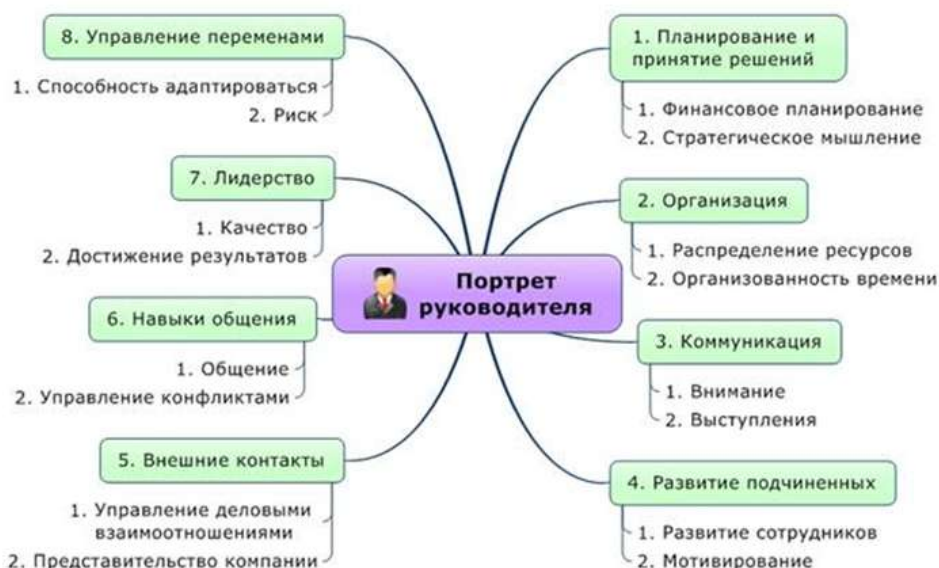 Портрет
руководителя
1. Планирование и
принятие решений
1. Финансовое планирование
2. Стратегическое мышление
2. Организация
1. Распределение ресурсов
2. Организованность времени
3. Коммуникация
1. Внимание
2. Выступления
4. Развитие подчиненных
1. Развитие сотрудников
2. Мотивирование
5. Внешние контакты
1. Управление деловыми
взаимоотношениями
2. Представительство компании
6. Навыки общения
1. Общение
2. Управление конфликтами
7. Лидерство
1. Качество
2. Достижение результатов
8. Управление переменами
1. Способность адаптироваться
2. Риск